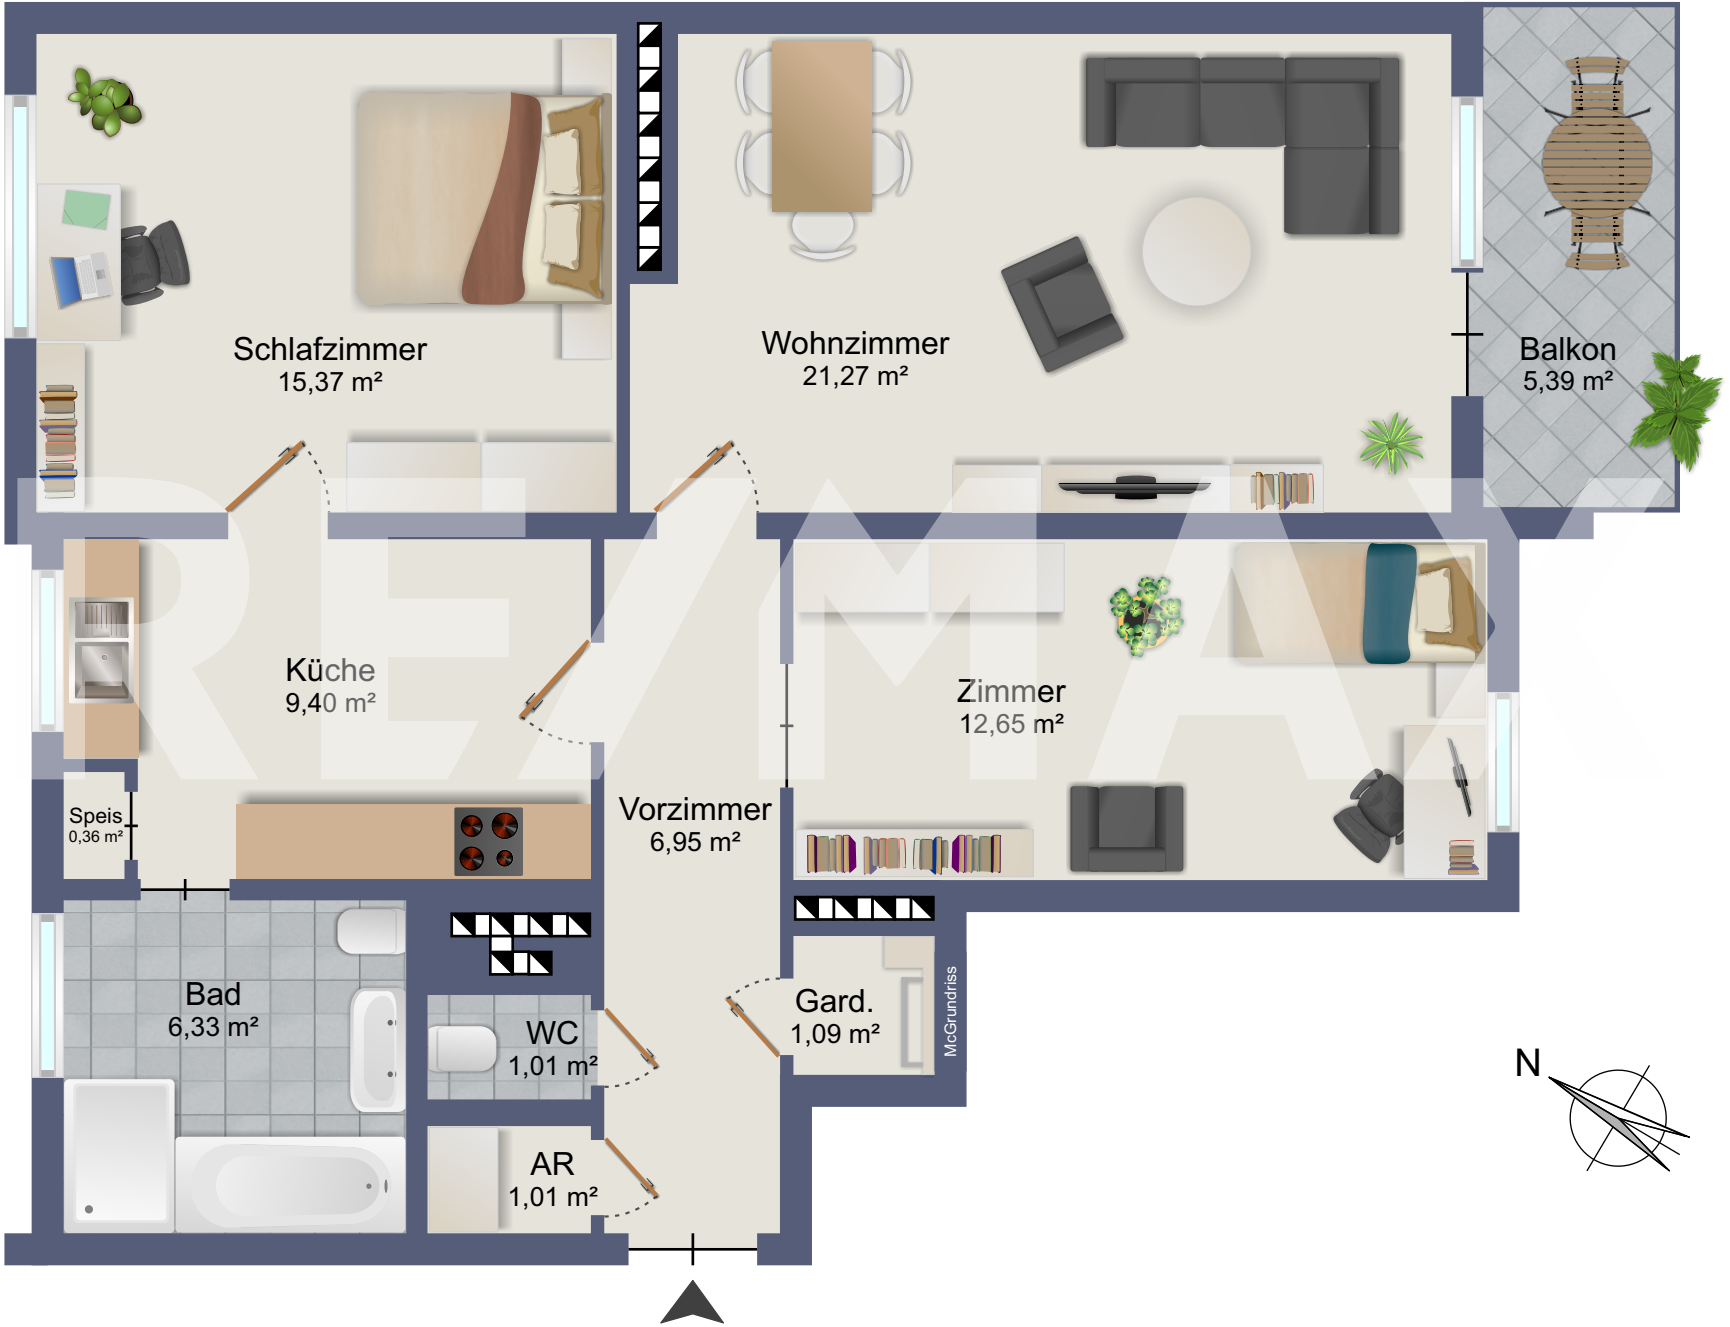 Schlafzimmer
15,37 m²
Wohnzimmer
21,27 m²
Balkon
5,39 m²
RE/MAX
Küche
9,40 m²
Zimmer
12,65 m²
Speis
0,36 m²
Vorzimmer
6,95 m²
Bad
6,33 m²
WC
1,01 m²
Gard.
1,09 m²
McGrundriss
AR
1,01 m²
N